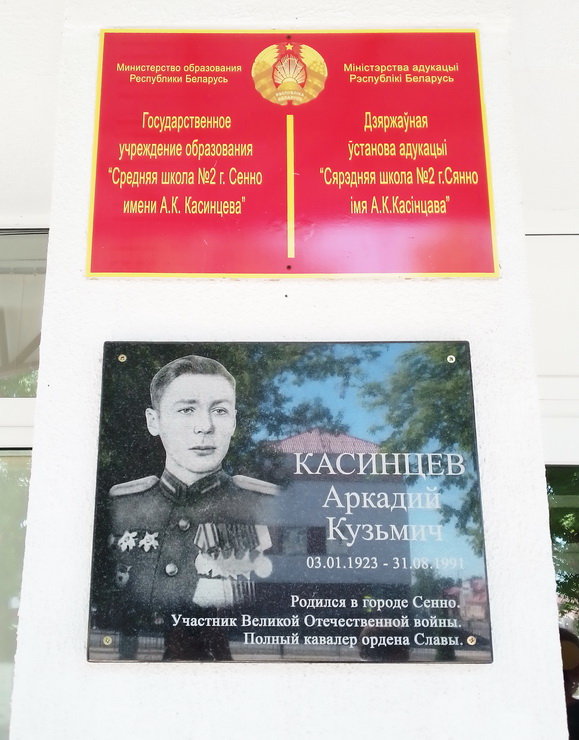 Министерство образования
Республики Беларусь
Государственное
учреждение образования
“Средняя школа №2 г. Сенно
имени А.К. Касинцева”
Міністэрства адукацыі
Рэспублікі Беларусь
Дзяржаўная
ўстанова адукацыі
“Сярэдняя школа №2 г.Сянно
імя А.К.Касінцава”
КАСИНЦЕВ
Аркадий
Кузьмич
03.01.1923 - 31.08.1991
Родился в городе Сенно.
Участник Великой Отечественной войны.
Полный кавалер ордена Славы.